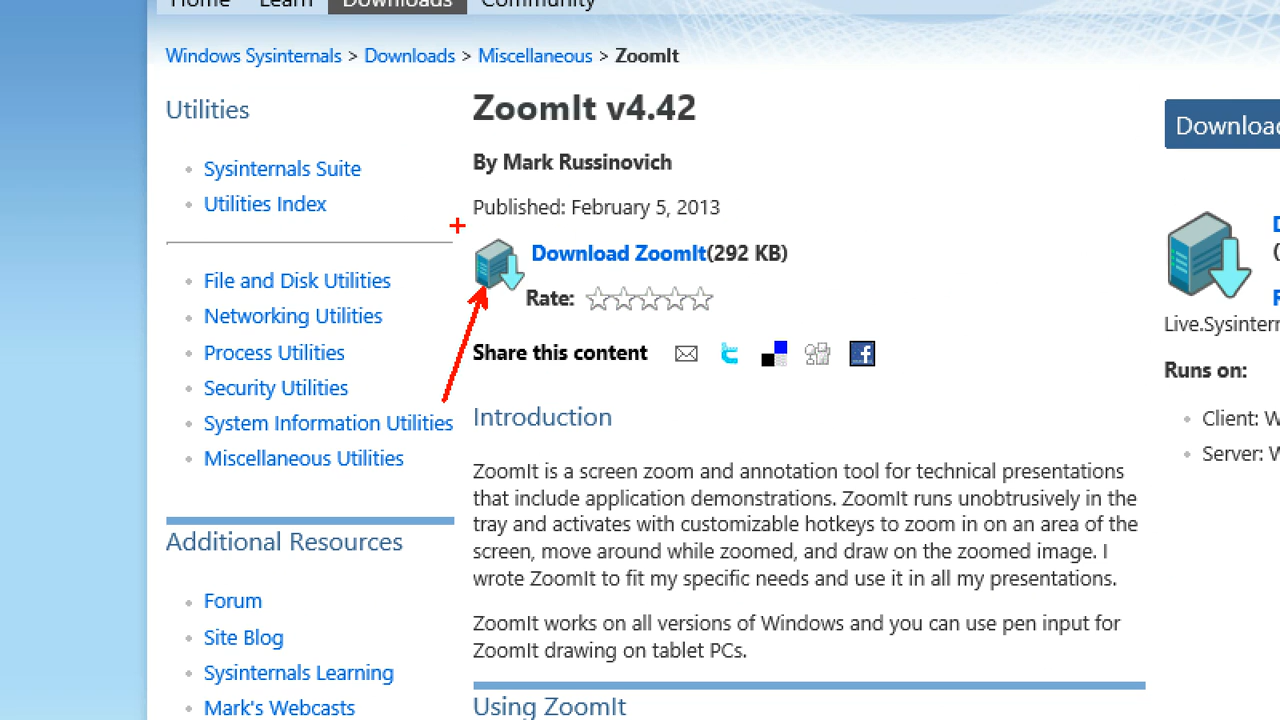 Home Learn Downloads Community
Windows Sysinternals > Downloads > Miscellaneous > ZoomIt
Utilities
Sysinternals Suite
Utilities Index
File and Disk Utilities
Networking Utilities
Process Utilities
Security Utilities
System Information Utilities
Miscellaneous Utilities
Additional Resources
Forum
Site Blog
Sysinternals Learning
Mark's Webcasts
ZoomIt v4.42
By Mark Russinovich
Published: February 5, 2013
Download ZoomIt(292 KB)
Rate:
Share this content
Introduction
ZoomIt is a screen zoom and annotation tool for technical presentations
that include application demonstrations. ZoomIt runs unobtrusively in the
tray and activates with customizable hotkeys to zoom in on an area of the
screen, move around while zoomed, and draw on the zoomed image. I
wrote ZoomIt to fit my specific needs and use it in all my presentations.
ZoomIt works on all versions of Windows and you can use pen input for
ZoomIt drawing on tablet PCs.
Using ZoomIt
Download
Runs on:
Client:
Server: